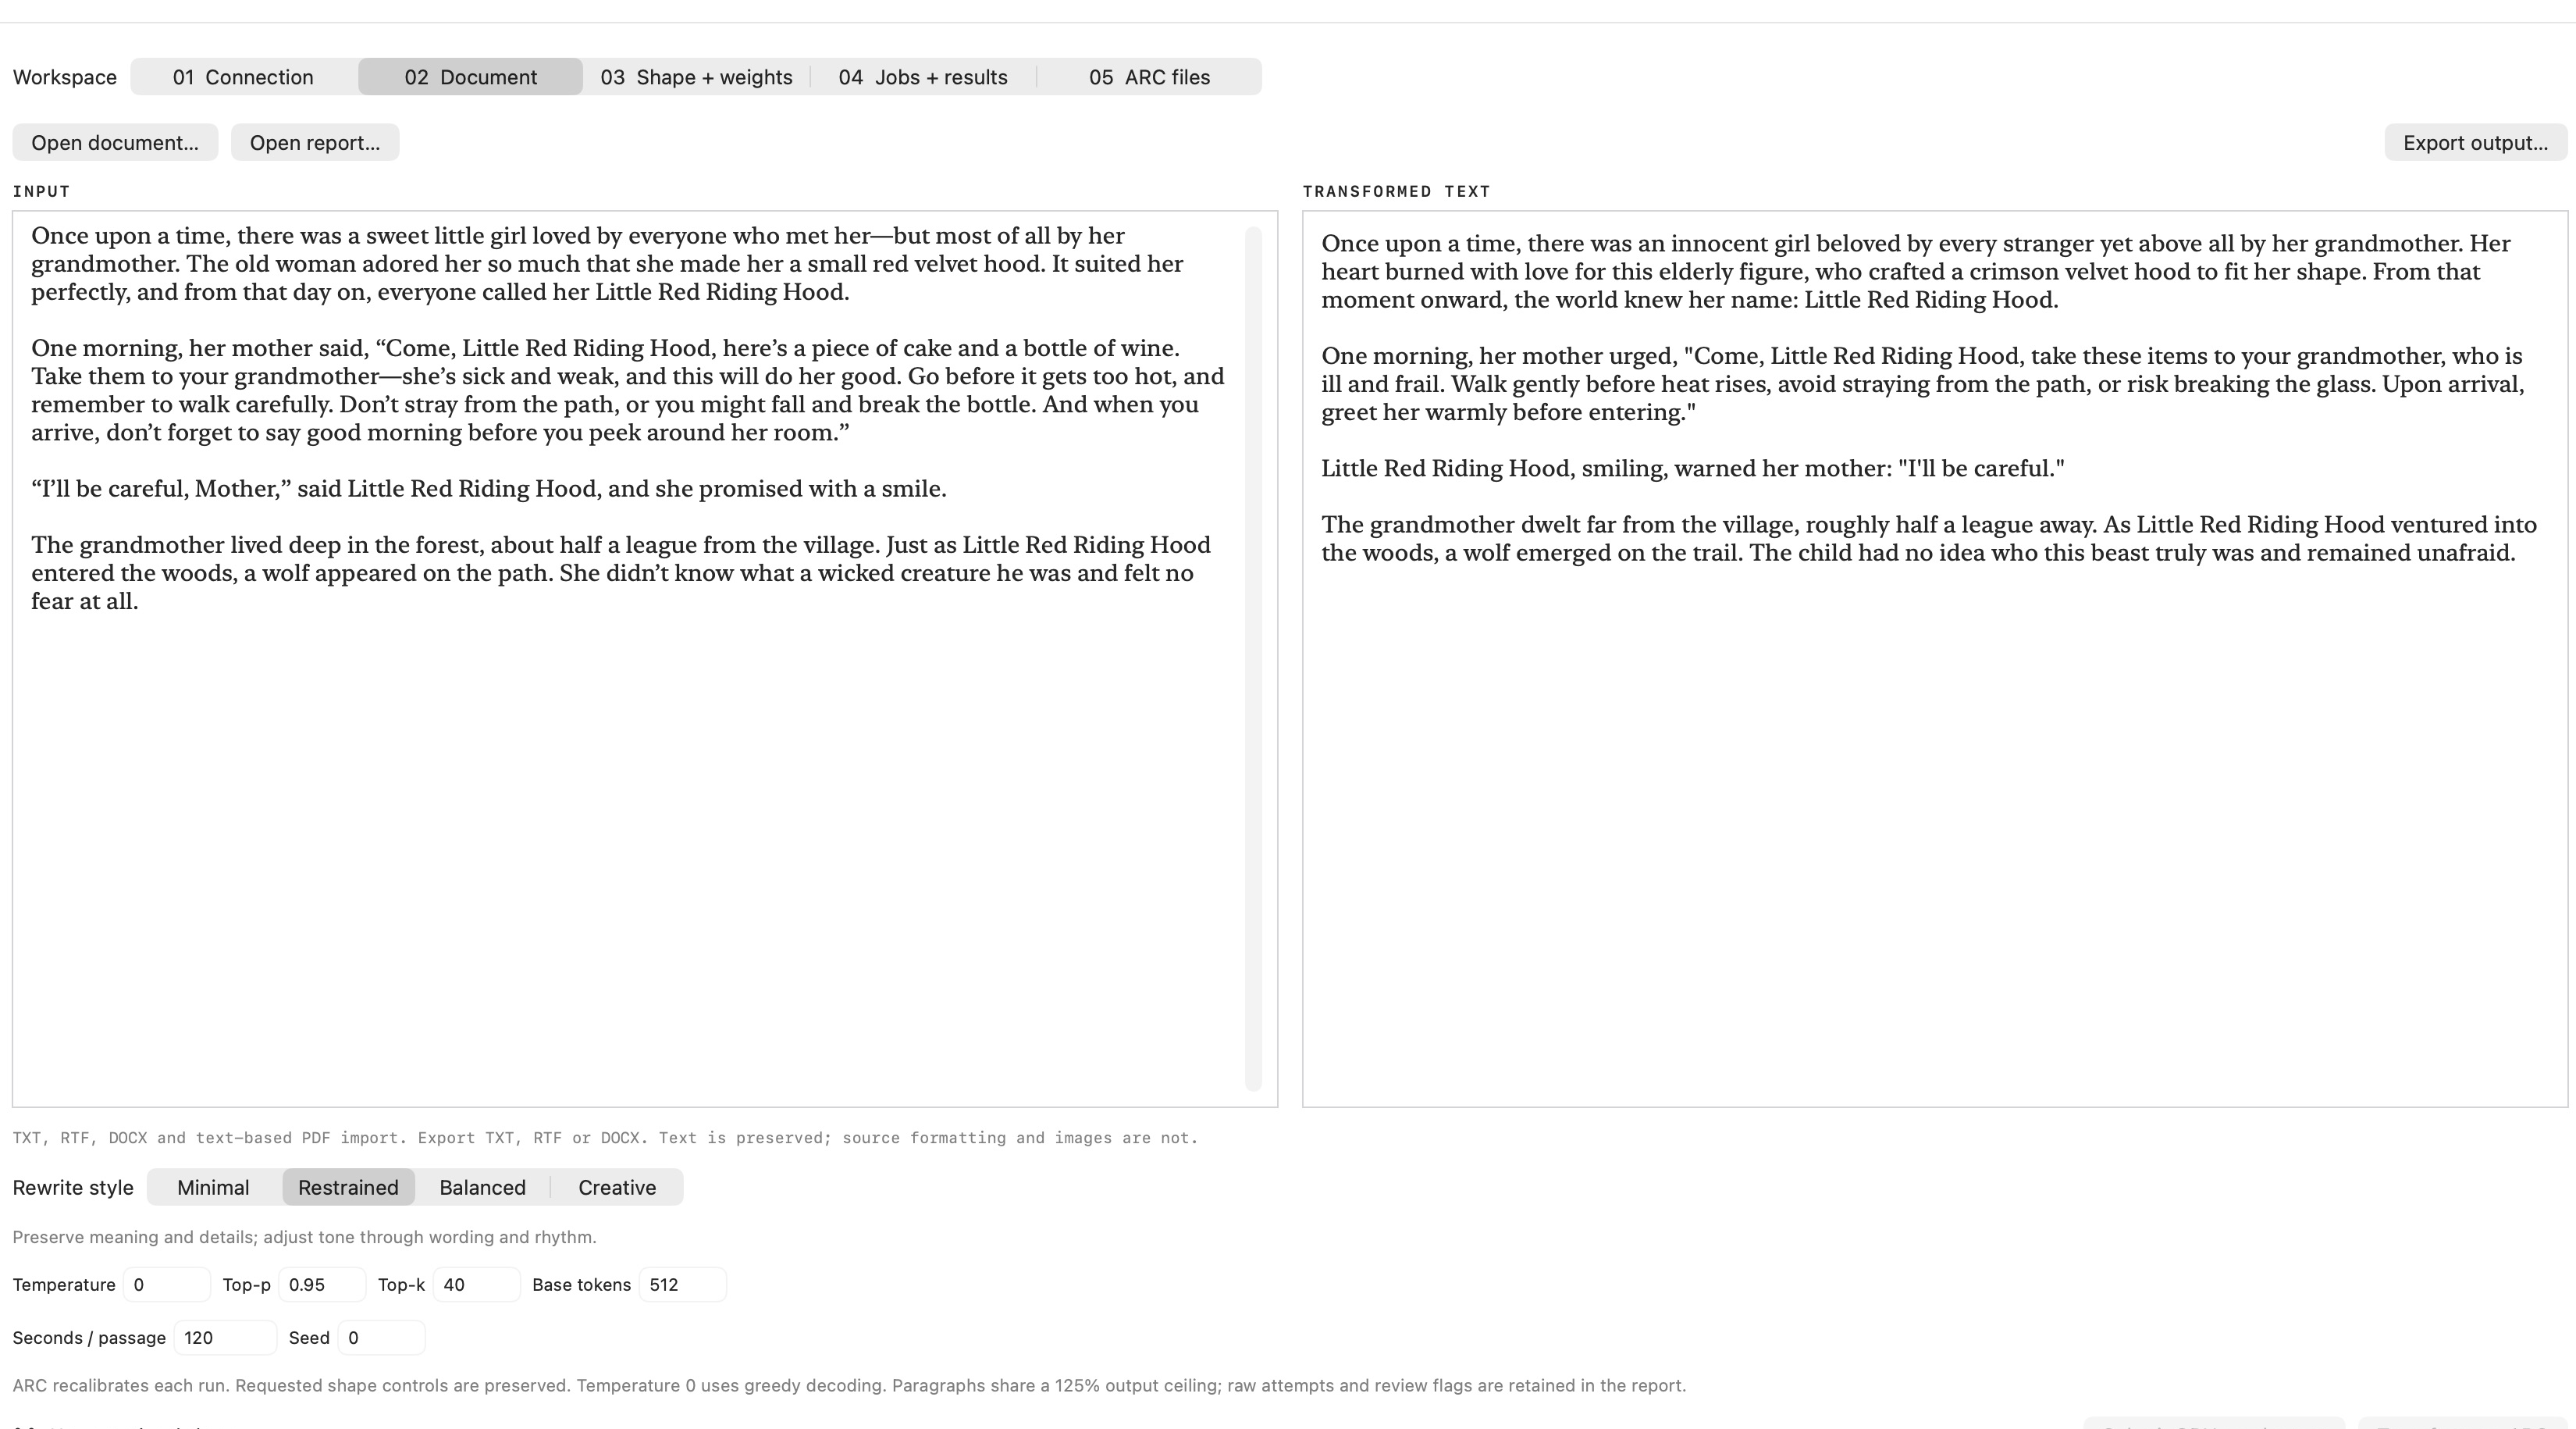 Workspace 01 Connection 02 Document 03 Shape + weights 04 Jobs + results 05 ARC files
Open document... Open report... Export output...
INPUT
Once upon a time, there was a sweet little girl loved by everyone who met her—but most of all by her
grandmother. The old woman adored her so much that she made her a small red velvet hood. It suited her
perfectly, and from that day on, everyone called her Little Red Riding Hood.
One morning, her mother said, “Come, Little Red Riding Hood, here’s a piece of cake and a bottle of wine.
Take them to your grandmother—she’s sick and weak, and this will do her good. Go before it gets too hot, and
remember to walk carefully. Don’t stray from the path, or you might fall and break the bottle. And when you
arrive, don’t forget to say good morning before you peek around her room.”
“I’ll be careful, Mother,” said Little Red Riding Hood, and she promised with a smile.
The grandmother lived deep in the forest, about half a league from the village. Just as Little Red Riding Hood
entered the woods, a wolf appeared on the path. She didn’t know what a wicked creature he was and felt no
fear at all.
TRANSFORMED TEXT
Once upon a time, there was an innocent girl beloved by every stranger yet above all by her grandmother. Her
heart burned with love for this elderly figure, who crafted a crimson velvet hood to fit her shape. From that
moment onward, the world knew her name: Little Red Riding Hood.
One morning, her mother urged, "Come, Little Red Riding Hood, take these items to your grandmother, who is
ill and frail. Walk gently before heat rises, avoid straying from the path, or risk breaking the glass. Upon arrival,
greet her warmly before entering."
Little Red Riding Hood, smiling, warned her mother: "I'll be careful."
The grandmother dwelt far from the village, roughly half a league away. As Little Red Riding Hood ventured into
the woods, a wolf emerged on the trail. The child had no idea who this beast truly was and remained unafraid.
TXT, RTF, DOCX and text-based PDF import. Export TXT, RTF or DOCX. Text is preserved; source formatting and images are not.
Rewrite style Minimal Restrained Balanced Creative
Preserve meaning and details; adjust tone through wording and rhythm.
Temperature 0 Top-p 0.95 Top-k 40 Base tokens 512
Seconds / passage 120 Seed 0
ARC recalibrates each run. Requested shape controls are preserved. Temperature 0 uses greedy decoding. Paragraphs share a 125% output ceiling; raw attempts and review flags are retained in the report.